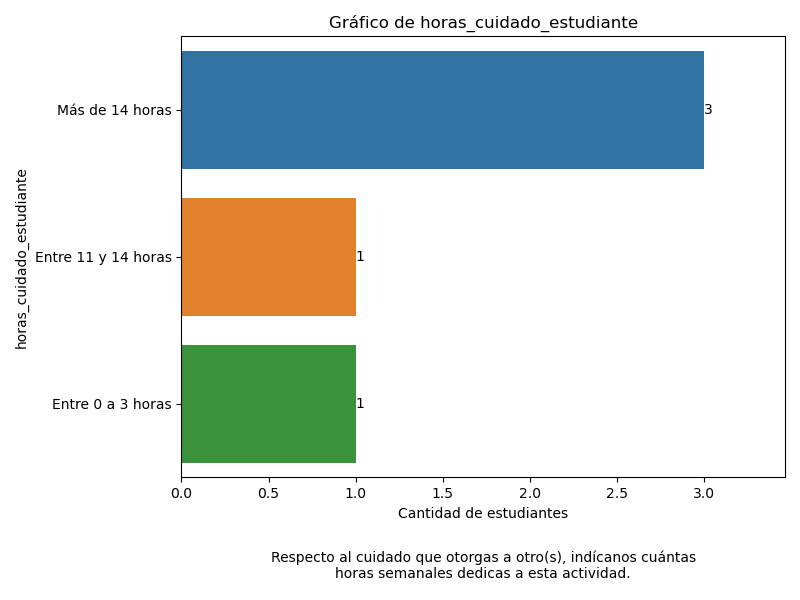 Gráfico de horas_cuidado_estudiante
horas_cuidado_estudiante
Más de 14 horas
3
Entre 11 y 14 horas
1
Entre 0 a 3 horas
1
0.0 0.5 1.0 1.5 2.0 2.5 3.0
Cantidad de estudiantes
Respecto al cuidado que otorgas a otro(s), indícanos cuántas
horas semanales dedicas a esta actividad.